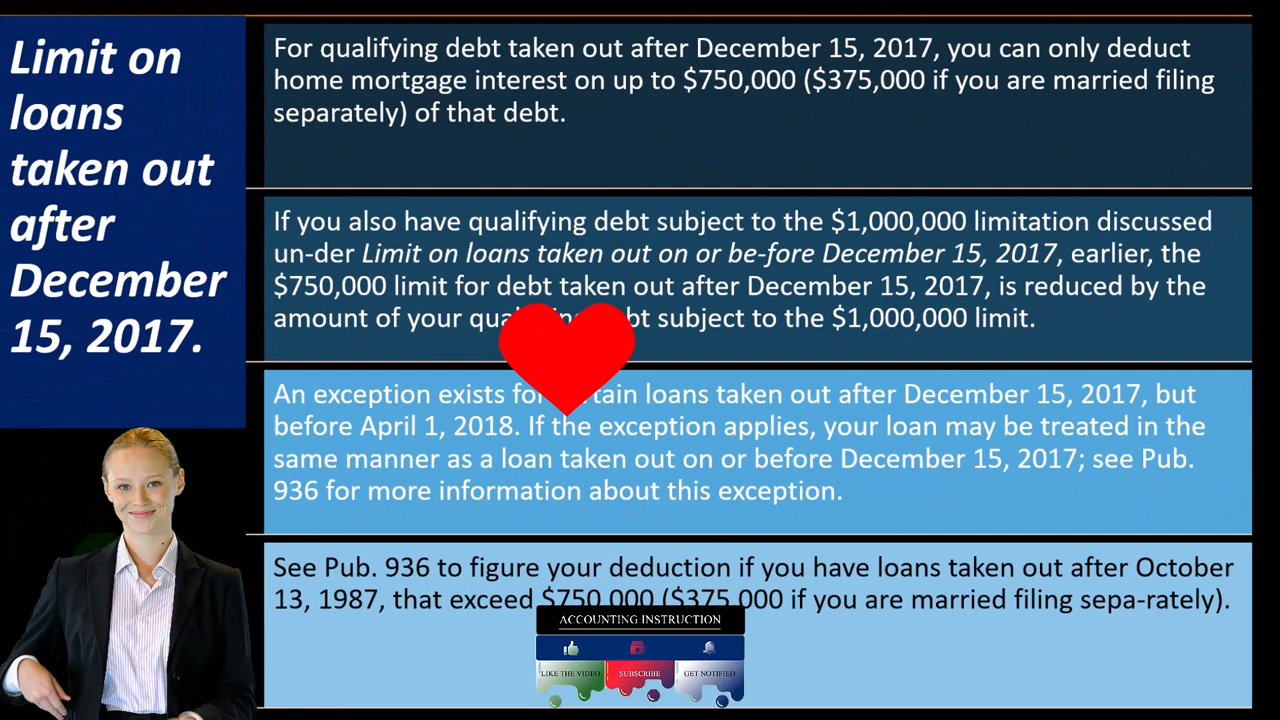 Limit on
loans
taken out
after
December
15, 2017.
For qualifying debt taken out after December 15, 2017, you can only deduct
home mortgage interest on up to $750,000 ($375,000 if you are married filing
separately) of that debt.
If you also have qualifying debt subject to the $1,000,000 limitation discussed
un-der Limit on loans taken out on or be-fore December 15, 2017, earlier, the
$750,000 limit for debt taken out after December 15, 2017, is reduced by the
amount of your subject to the $1,000,000 limit.
An exception exists loans taken out after December 15, 2017, but
before April 1, 2018. If the exception applies, your loan may be treated in the
same manner as a loan taken out on or before December 15, 2017; see Pub.
936 for more information about this exception.
See Pub. 936 to figure your deduction if you have loans taken out after October
13, 1987, that exceed $750,000 ($375,000 if you are married filing sepa-rately).
ACCOUNTING INSTRUCTION
LIKE THE VIDEO SUBSCRIBE GET NOTIFIED